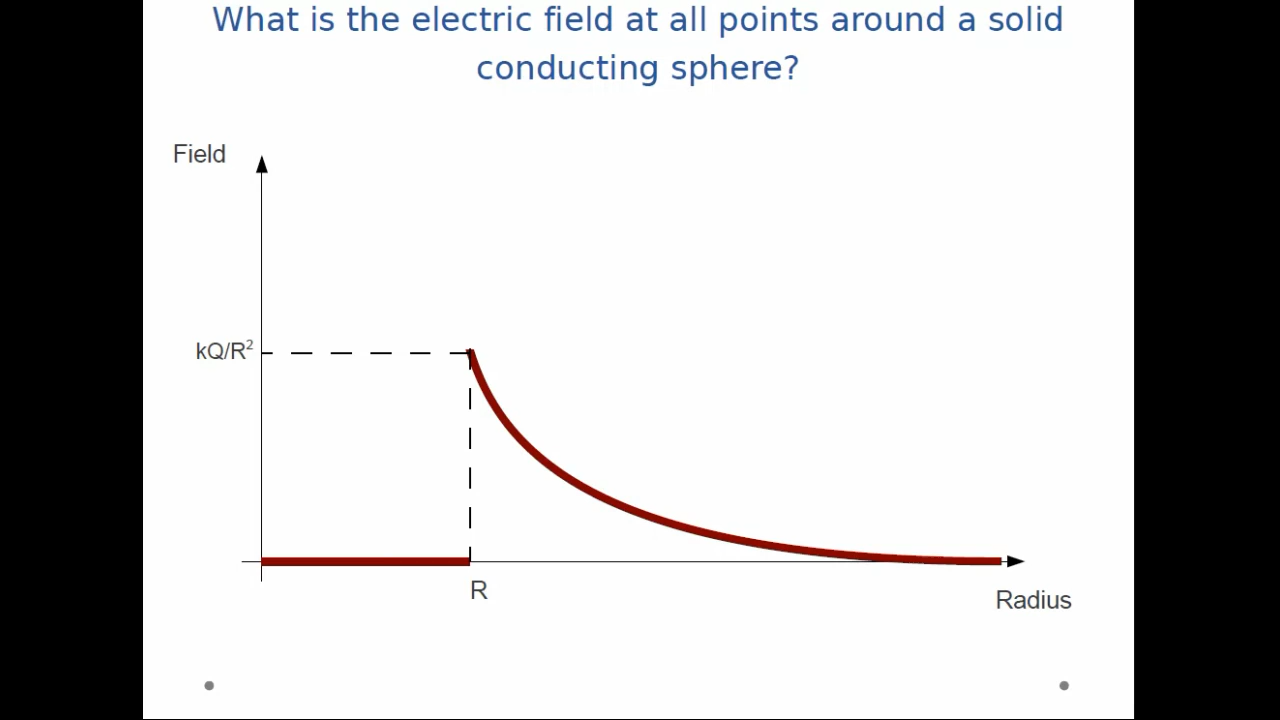 What is the electric field at all points around a solid
conducting sphere?
Field
kQ/R²
R
Radius